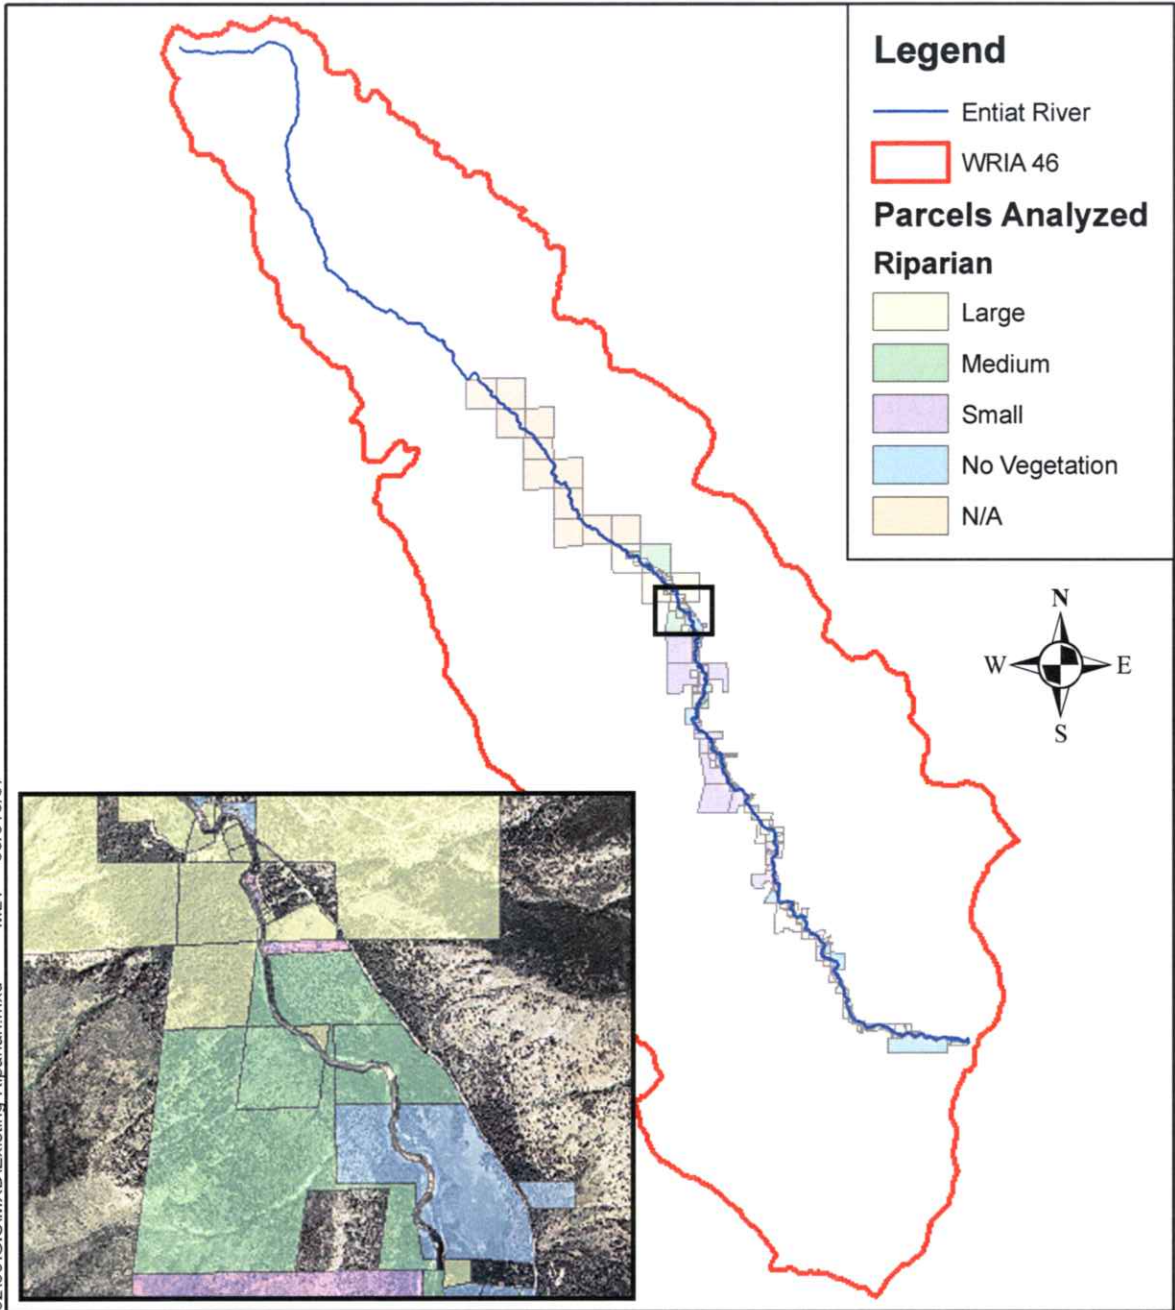 Legend
Entiat River
WRIA 46
Parcels Analyzed
Riparian
Large
Medium
Small
No Vegetation
N/A
N
W
E
S